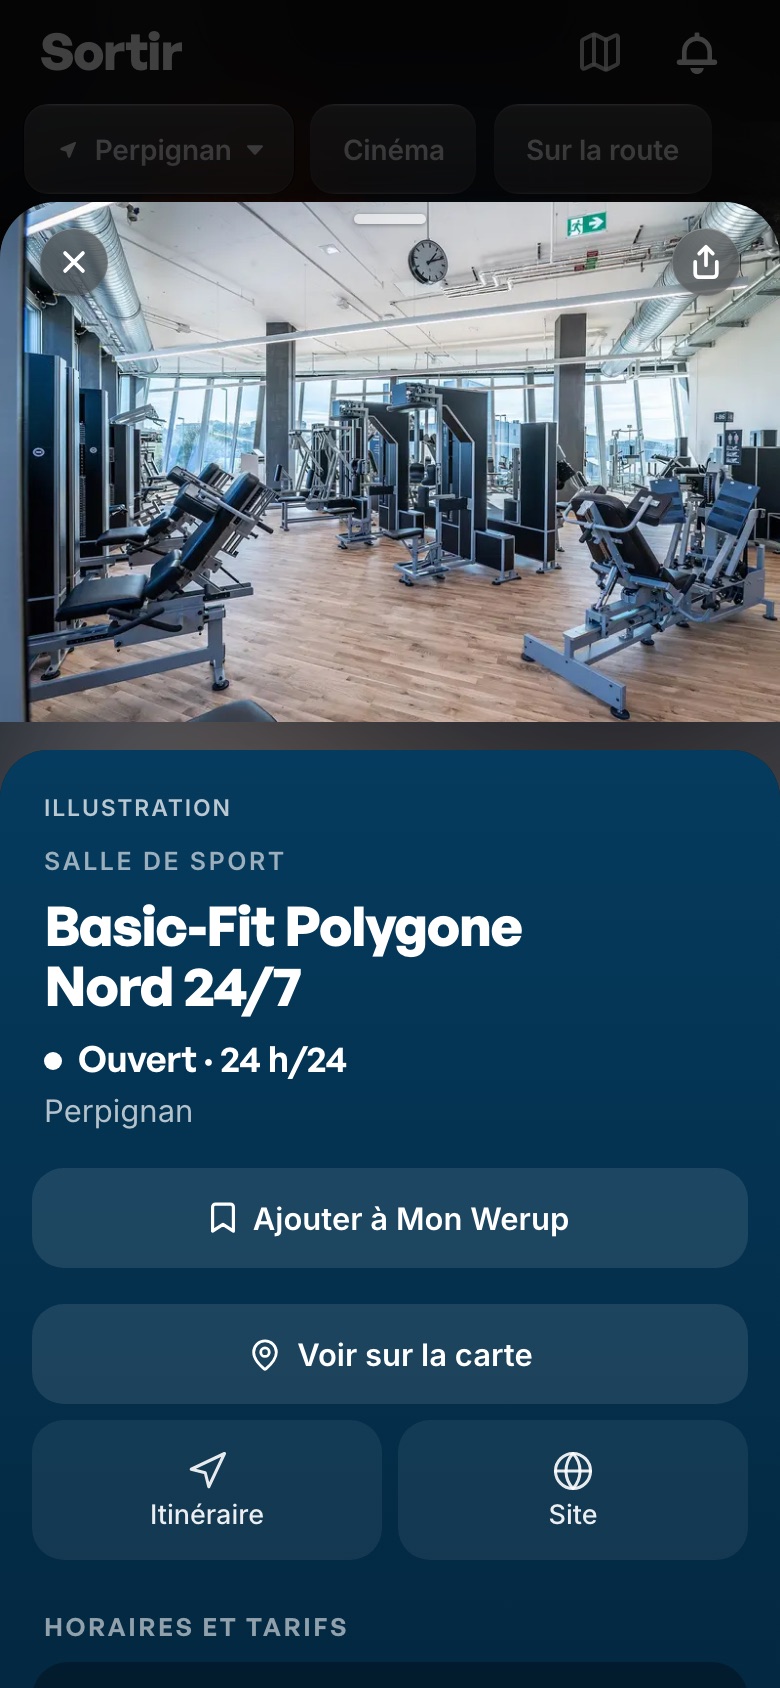 Sortir
Perpignan
Cinéma
Sur la route
ILLUSTRATION
SALLE DE SPORT
Basic-Fit Polygone
Nord 24/7
Ouvert · 24 h/24
Perpignan
Ajouter à Mon Werup
Voir sur la carte
Itinéraire
Site
HORAIRES ET TARIFS